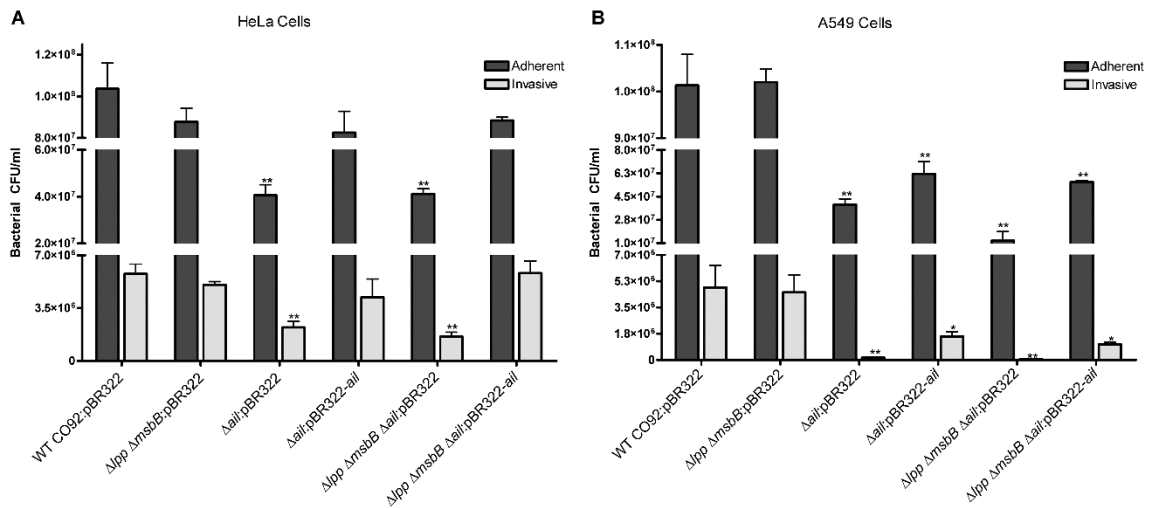 A
HeLa Cells
Bacterial CFU/ml
1.2×10⁸
1.0×10⁸
8.0×10⁷
6.0×10⁷
4.0×10⁷
2.0×10⁷
7.0×10⁶
3.5×10⁶
0
Adherent
Invasive
**
**
**
**
WT CO92:pBR322
Δlpp ΔmsbB:pBR322
Δail:pBR322
Δail:pBR322-ail
Δlpp ΔmsbB Δail:pBR322
Δlpp ΔmsbB Δail:pBR322-ail
B
A549 Cells
Bacterial CFU/ml
1.1×10⁸
1.0×10⁸
9.0×10⁷
8.0×10⁷
6.3×10⁷
4.5×10⁷
2.8×10⁷
1.0×10⁷
7.0×10⁶
5.3×10⁶
3.5×10⁶
1.8×10⁶
0
Adherent
Invasive
**
**
**
**
**
*
**
*
WT CO92:pBR322
Δlpp ΔmsbB:pBR322
Δail:pBR322
Δail:pBR322-ail
Δlpp ΔmsbB Δail:pBR322
Δlpp ΔmsbB Δail:pBR322-ail